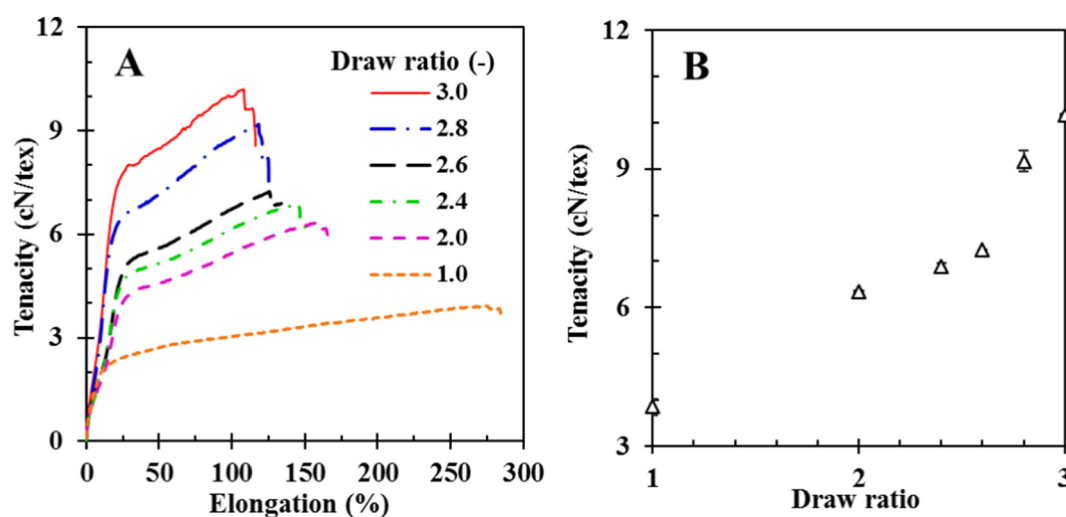 A
Draw ratio (-)
3.0
2.8
2.6
2.4
2.0
1.0
Tenacity (cN/tex)
12
9
6
3
0
0 50 100 150 200 250 300
Elongation (%)
B
Tenacity (cN/tex)
12
9
6
3
1 2 3
Draw ratio